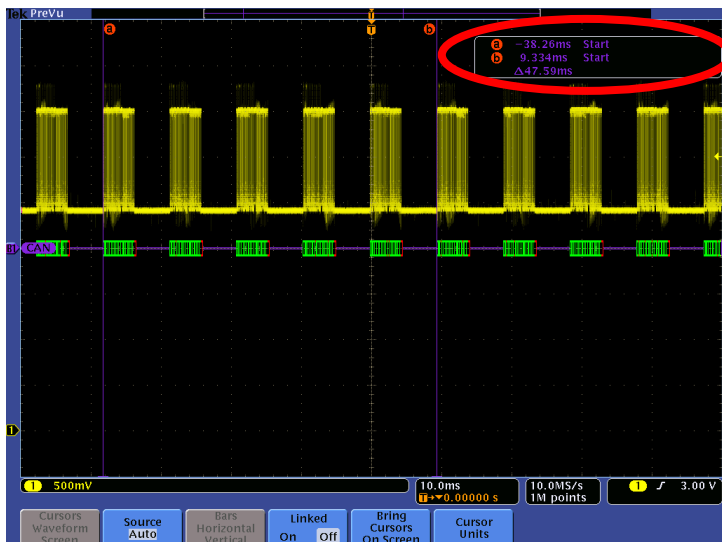 Tek PreVu
T
a
T
b
a -38.26ms Start
b 9.334ms Start
Δ47.59ms
B1 CAN
1
1 500mV
10.0ms
T→▼0.00000 s
10.0MS/s
1M points
1 3.00 V
Cursors
Waveform
Screen
Source
Auto
Bars
Horizontal
Vertical
Linked
On Off
Bring
Cursors
On Screen
Cursor
Units